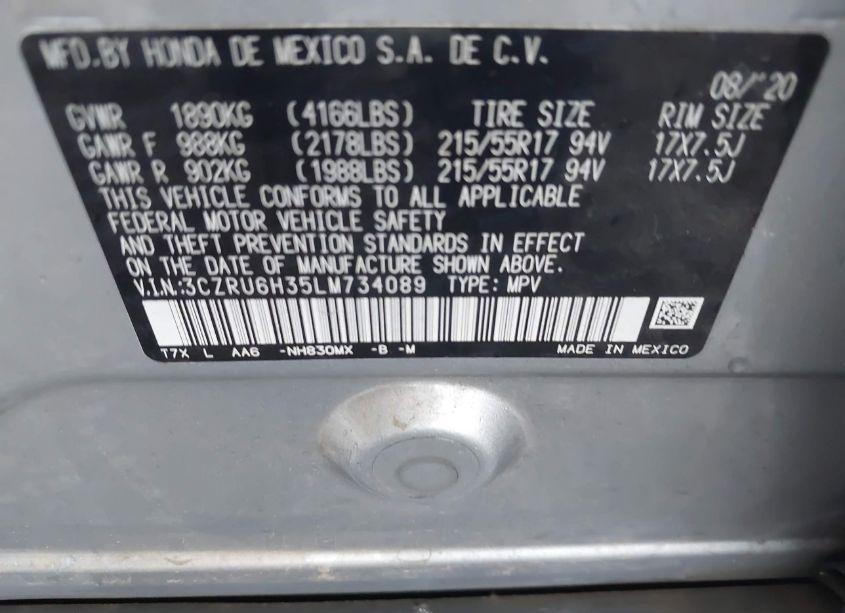 MFD.BY HONDA DE MEXICO S.A. DE C.V.
08/'20
GVWR 1890KG (4166LBS) TIRE SIZE RIM SIZE
GAWR F 988KG (2178LBS) 215/55R17 94V 17X7.5J
GAWR R 902KG (1988LBS) 215/55R17 94V 17X7.5J
THIS VEHICLE CONFORMS TO ALL APPLICABLE
FEDERAL MOTOR VEHICLE SAFETY
AND THEFT PREVENTION STANDARDS IN EFFECT
ON THE DATE OF MANUFACTURE SHOWN ABOVE.
V.I.N.:3CZRU6H35LM734089 TYPE: MPV
T7X L AA6 -NH830MX -B -M MADE IN MEXICO